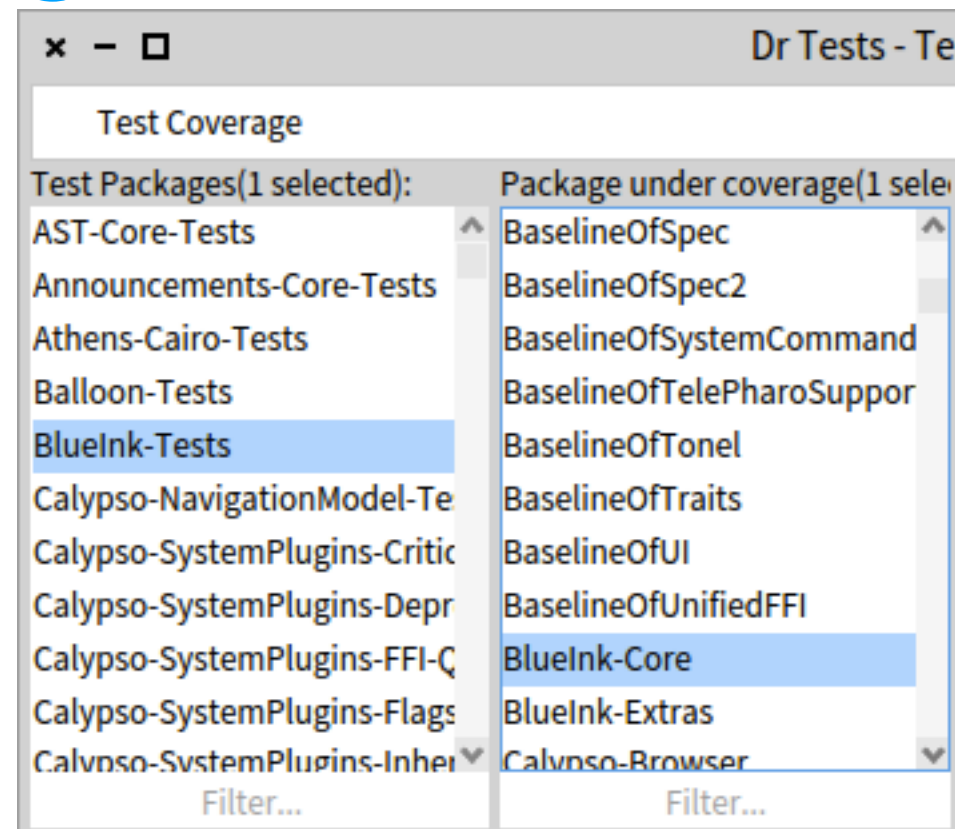 Dr Tests - Te
Test Coverage
Test Packages(1 selected):
AST-Core-Tests
Announcements-Core-Tests
Athens-Cairo-Tests
Balloon-Tests
BlueInk-Tests
Calypso-NavigationModel-Te
Calypso-SystemPlugins-Critic
Calypso-SystemPlugins-Depr
Calypso-SystemPlugins-FFI-Q
Calypso-SystemPlugins-Flags
Calypso-SystemPlugins-Inher
Filter...
Package under coverage(1 sele
BaselineOfSpec
BaselineOfSpec2
BaselineOfSystemCommand
BaselineOfTelePharoSuppor
BaselineOfTonel
BaselineOfTraits
BaselineOfUI
BaselineOfUnifiedFFI
BlueInk-Core
BlueInk-Extras
Calypso-Browser
Filter...